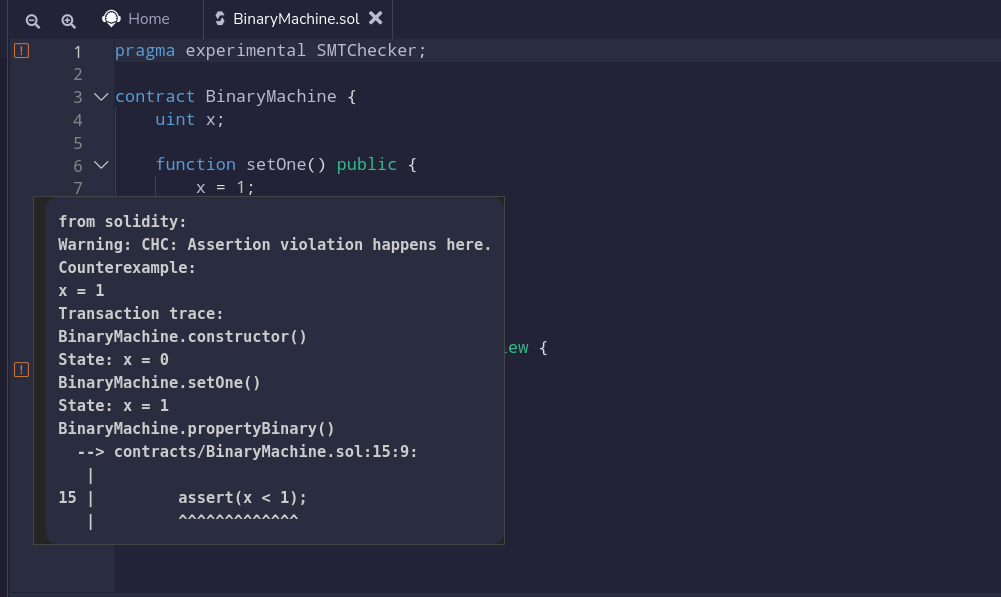 Home BinaryMachine.sol
1 pragma experimental SMTChecker;
2
3 contract BinaryMachine {
4 uint x;
5
6 function setOne() public {
7 x = 1;
from solidity:
Warning: CHC: Assertion violation happens here.
Counterexample:
x = 1
Transaction trace:
BinaryMachine.constructor()
State: x = 0
BinaryMachine.setOne()
State: x = 1
ew {
BinaryMachine.propertyBinary()
--> contracts/BinaryMachine.sol:15:9:
|
15 | assert(x < 1);
| ^^^^^^^^^^^^^